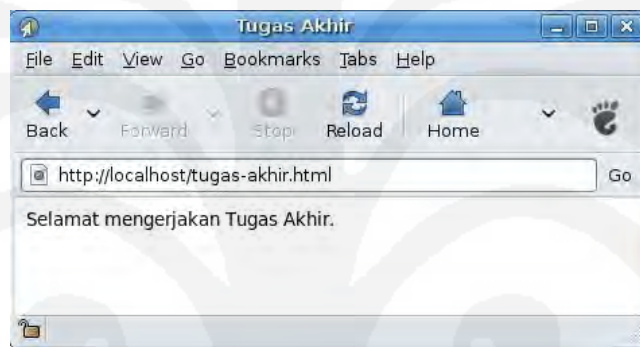 Tugas Akhir
File Edit View Go Bookmarks Tabs Help
Back Forward Stop Reload Home
http://localhost/tugas-akhir.html Go
Selamat mengerjakan Tugas Akhir.